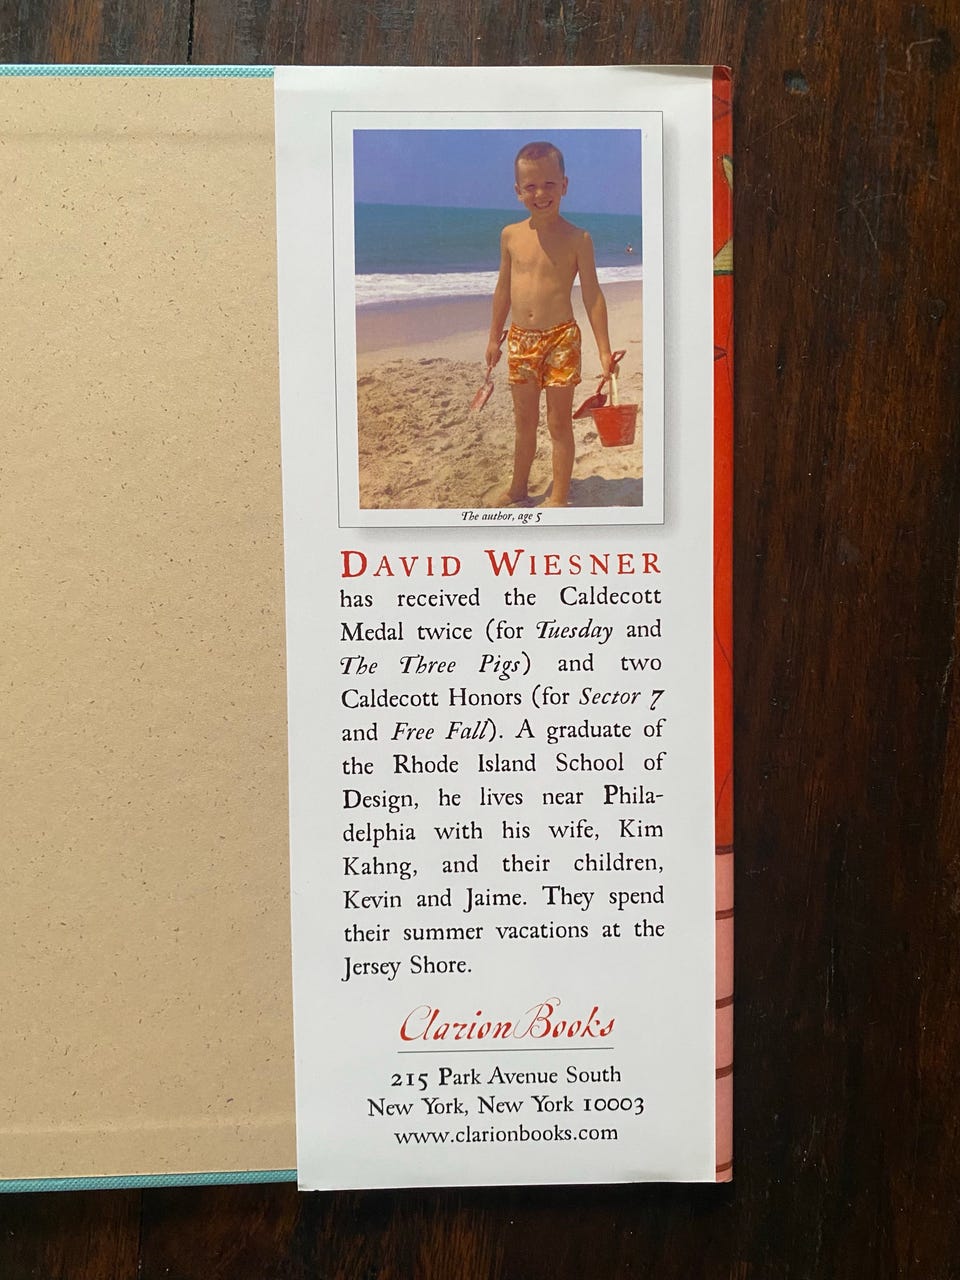 The author, age 5
DAVID WIESNER
has received the Caldecott
Medal twice (for Tuesday and
The Three Pigs) and two
Caldecott Honors (for Sector 7
and Free Fall). A graduate of
the Rhode Island School of
Design, he lives near Phila-
delphia with his wife, Kim
Kahng, and their children,
Kevin and Jaime. They spend
their summer vacations at the
Jersey Shore.
Clarion Books
215 Park Avenue South
New York, New York 10003
www.clarionbooks.com